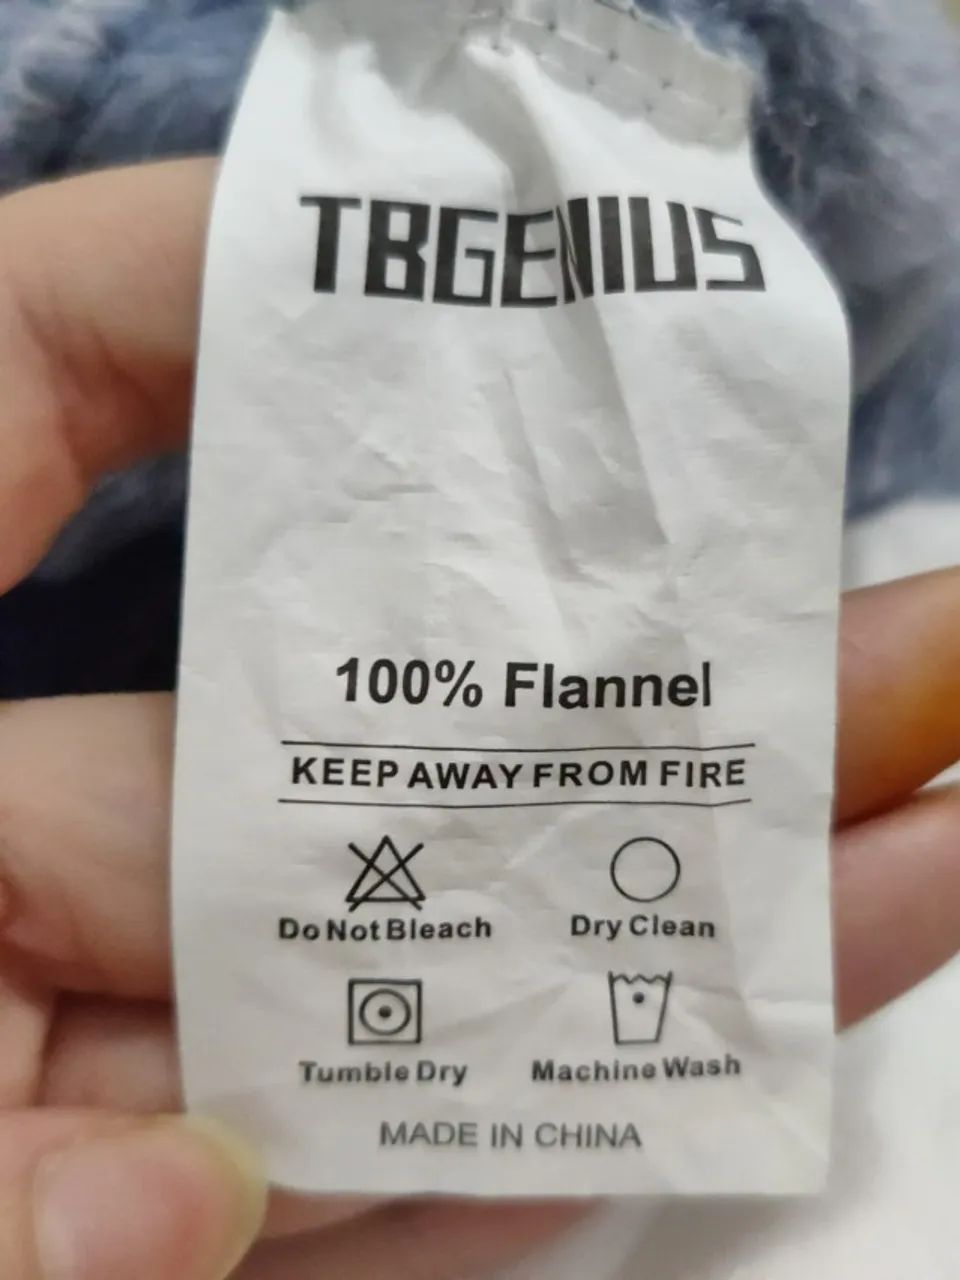 TBGENIUS
100% Flannel
KEEP AWAY FROM FIRE
Do Not Bleach Dry Clean
Tumble Dry Machine Wash
MADE IN CHINA